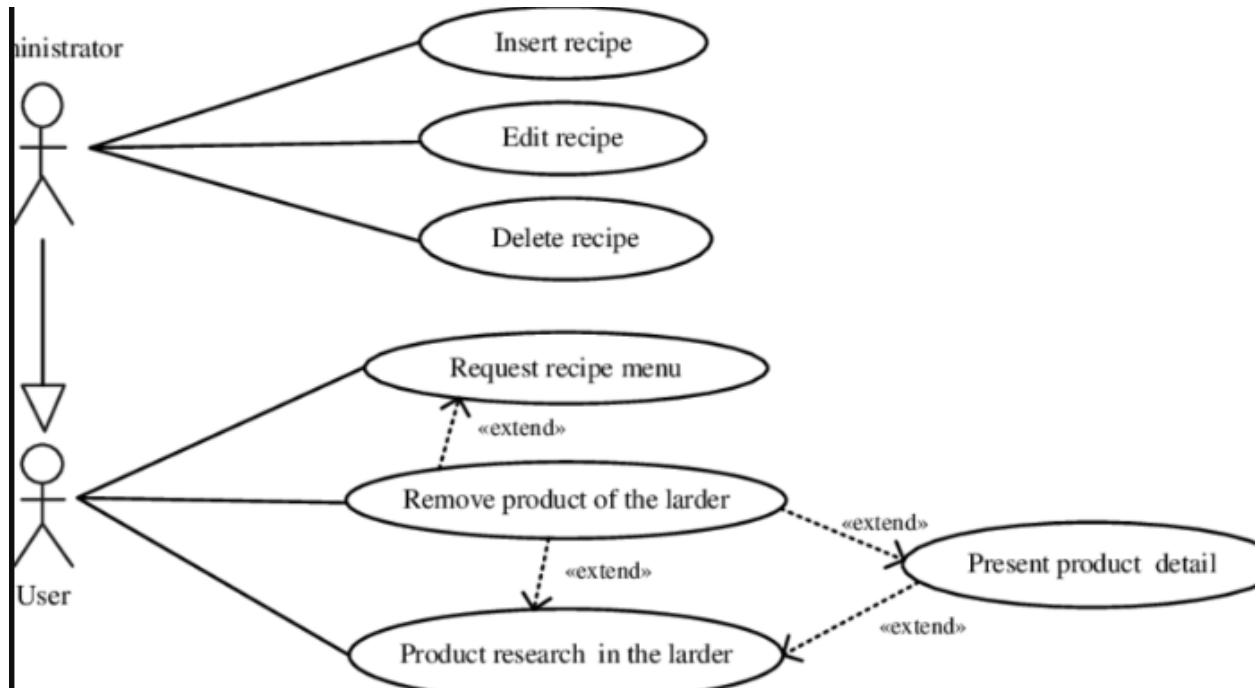 ministrator
Insert recipe
Edit recipe
Delete recipe
Request recipe menu
«extend»
Remove product of the larder
«extend»
«extend»
Present product detail
User
«extend»
Product research in the larder